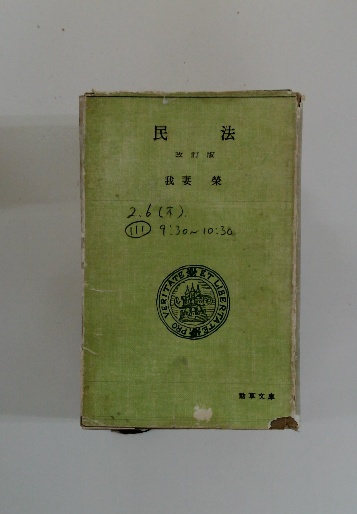 民法
改訂版
我妻榮
2.6(不)
(111) 9:30~10:30
PRO VERITATE ET LIBERTATE
勁草文庫